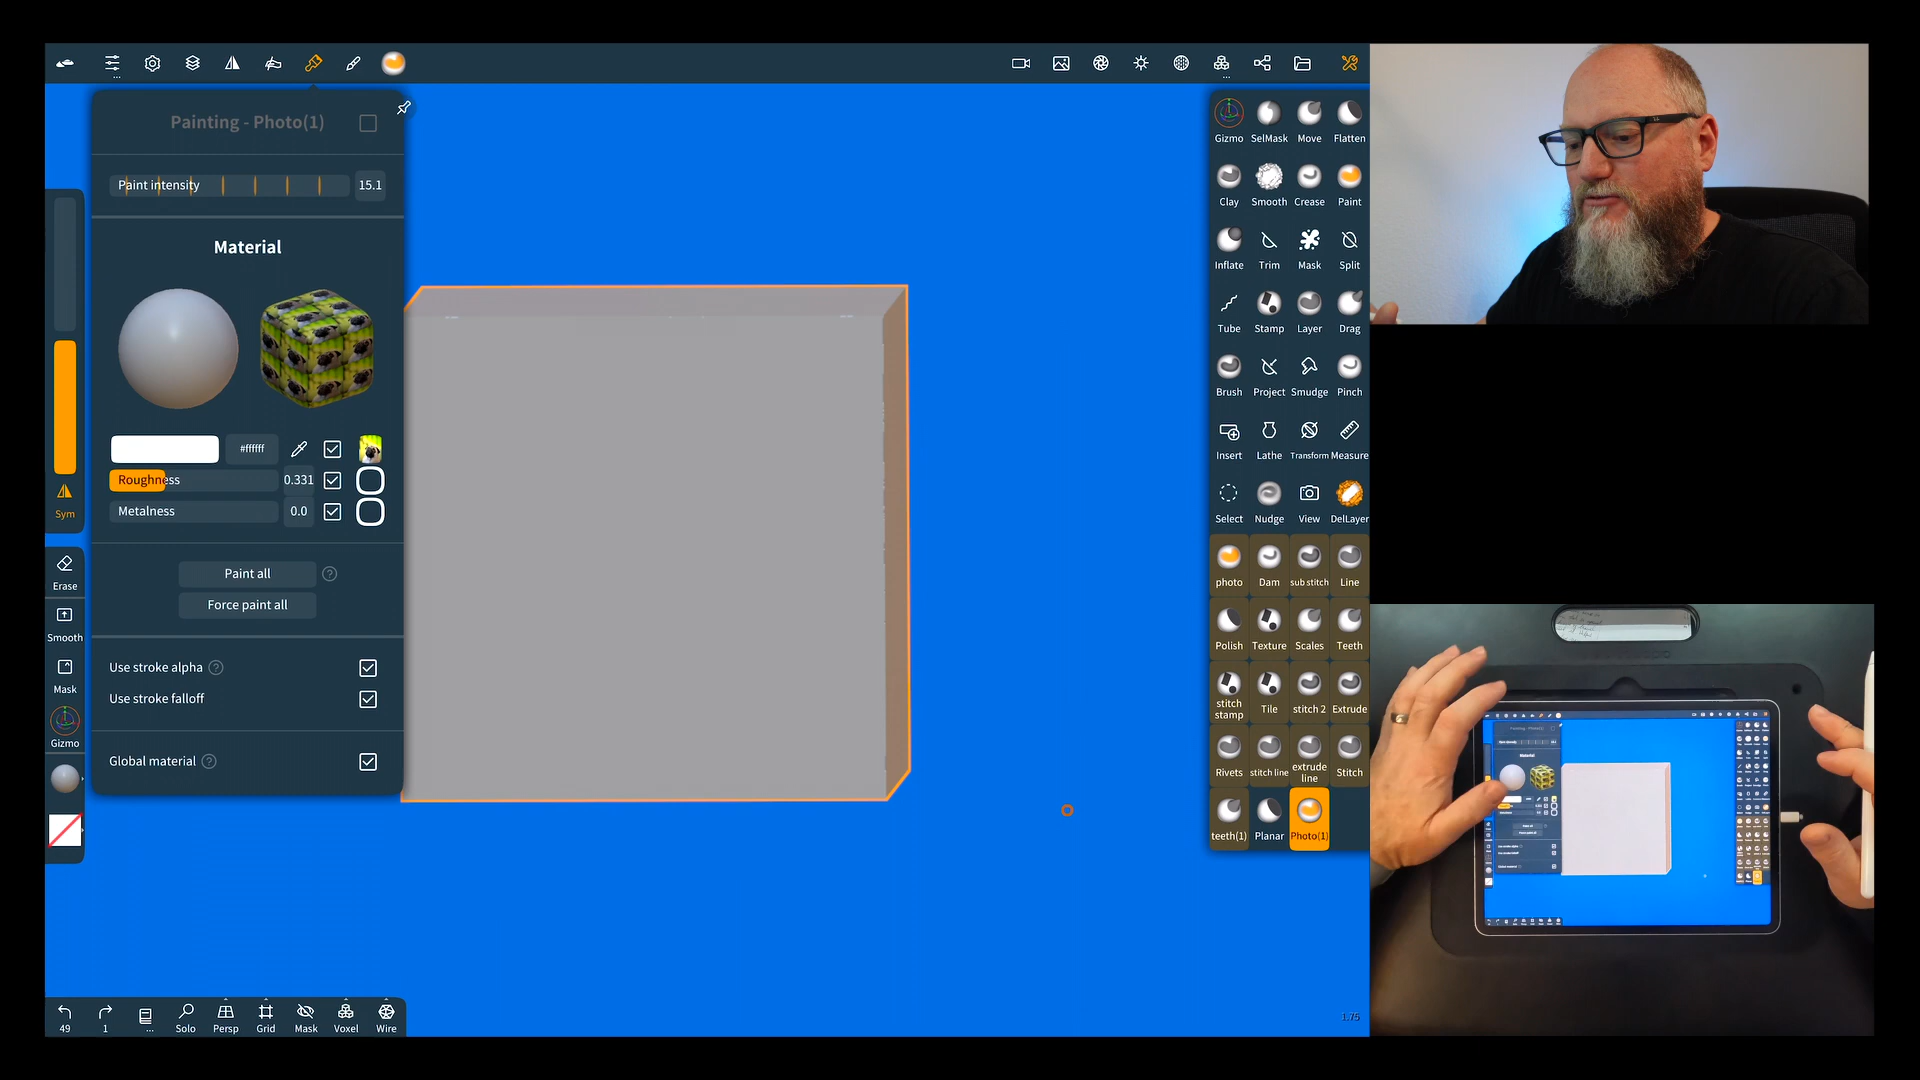 Painting - Photo(1)
Paint intensity 15.1
Material
#ffffff
Roughness 0.331
Metalness 0.0
Paint all ?
Force paint all
Use stroke alpha ?
Use stroke falloff
Global material ?
Sym
Erase
Smooth
Mask
Gizmo
49 1 ... Solo Persp Grid Mask Voxel Wire
Gizmo SelMask Move Flatten
Clay Smooth Crease Paint
Inflate Trim Mask Split
Tube Stamp Layer Drag
Brush Project Smudge Pinch
Insert Lathe Transform Measure
Select Nudge View DelLayer
photo Dam sub stitch Line
Polish Texture Scales Teeth
stitch stamp Tile stitch 2 Extrude
Rivets stitch line extrude line Stitch
teeth(1) Planar Photo(1)
1.75